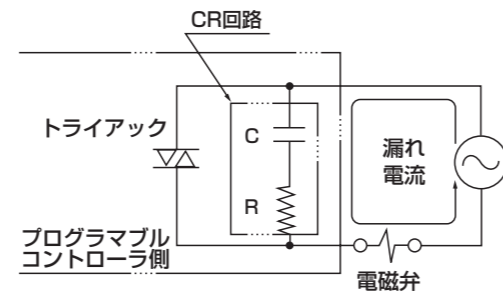 CR回路
トライアック
C
R
漏れ
電流
プログラマブル
コントローラ側
電磁弁